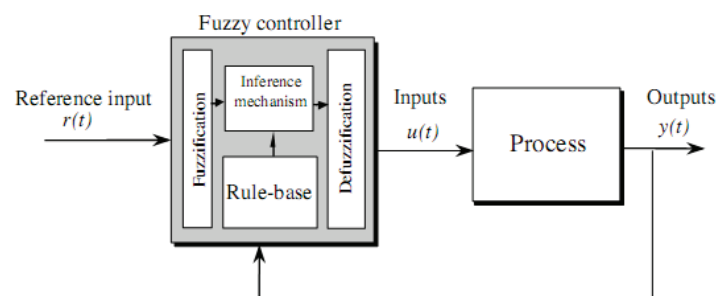 Fuzzy controller
Reference input
r(t)
Fuzzification
Inference
mechanism
Rule-base
Defuzzification
Inputs
u(t)
Process
Outputs
y(t)